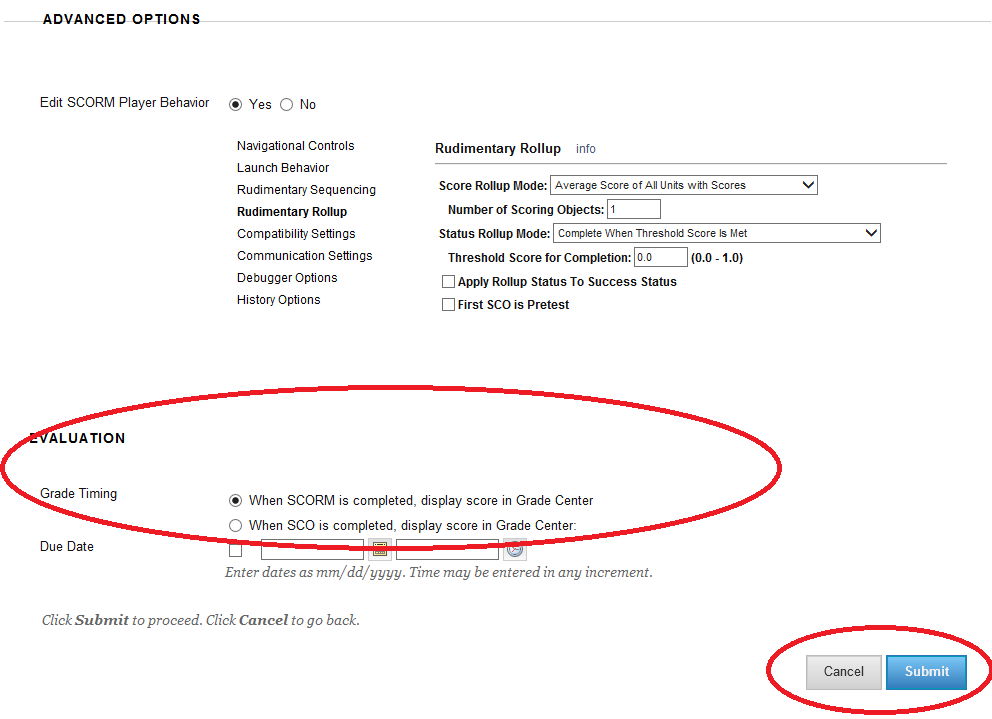 ADVANCED OPTIONS
Edit SCORM Player Behavior Yes No
Navigational Controls
Launch Behavior
Rudimentary Sequencing
Rudimentary Rollup
Compatibility Settings
Communication Settings
Debugger Options
History Options
Rudimentary Rollup info
Score Rollup Mode: Average Score of All Units with Scores
Number of Scoring Objects: 1
Status Rollup Mode: Complete When Threshold Score Is Met
Threshold Score for Completion: 0.0 (0.0 - 1.0)
Apply Rollup Status To Success Status
First SCO is Pretest
EVALUATION
Grade Timing
When SCORM is completed, display score in Grade Center
When SCO is completed, display score in Grade Center:
Due Date
Enter dates as mm/dd/yyyy. Time may be entered in any increment.
Click Submit to proceed. Click Cancel to go back.
Cancel Submit